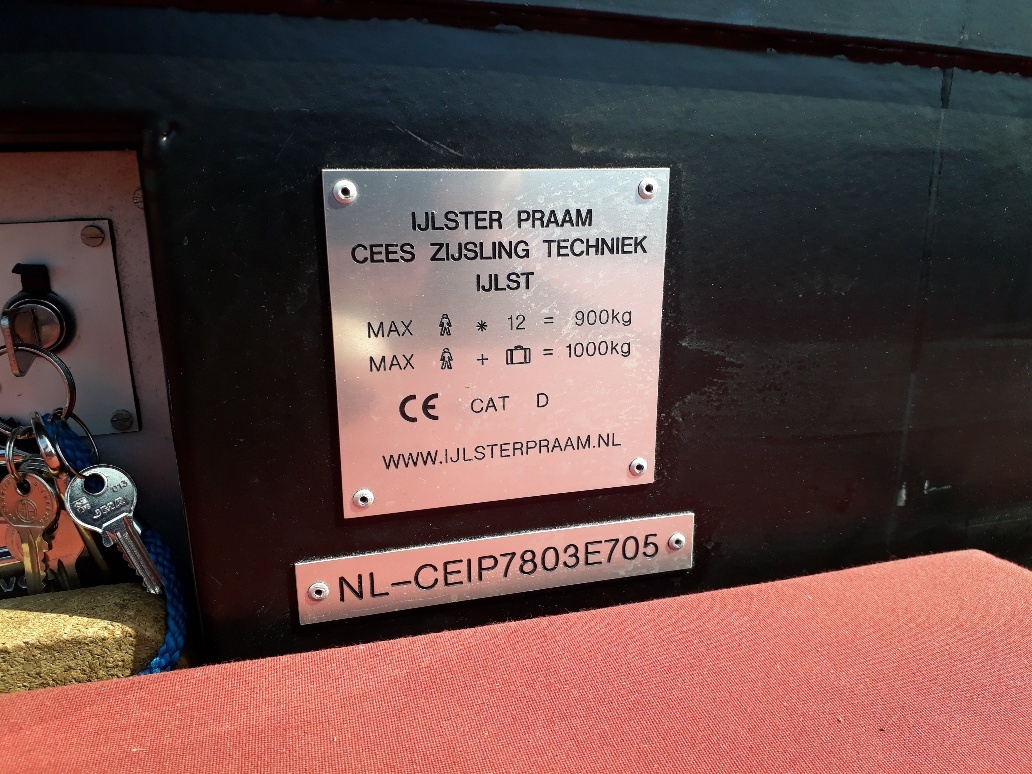 IJLSTER PRAAM
CEES ZIJSLING TECHNIEK
IJLST
MAX * 12 = 900kg
MAX + = 1000kg
CE CAT D
WWW.IJLSTERPRAAM.NL
NL-CEIP7803E705